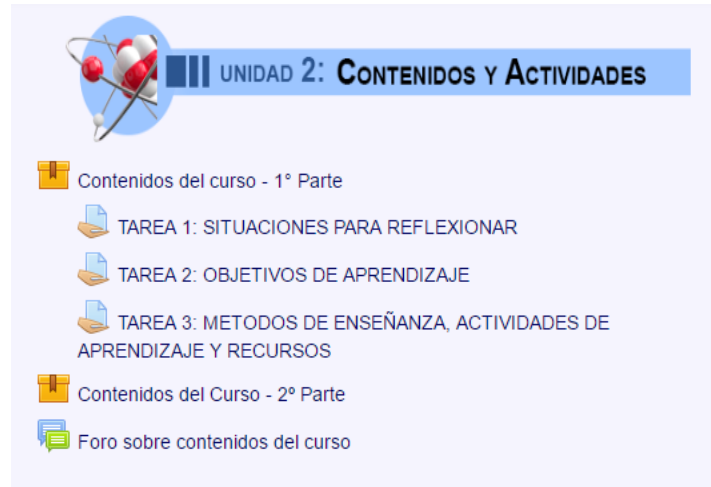 UNIDAD 2: CONTENIDOS Y ACTIVIDADES
Contenidos del curso - 1° Parte
TAREA 1: SITUACIONES PARA REFLEXIONAR
TAREA 2: OBJETIVOS DE APRENDIZAJE
TAREA 3: METODOS DE ENSEÑANZA, ACTIVIDADES DE
APRENDIZAJE Y RECURSOS
Contenidos del Curso - 2º Parte
Foro sobre contenidos del curso